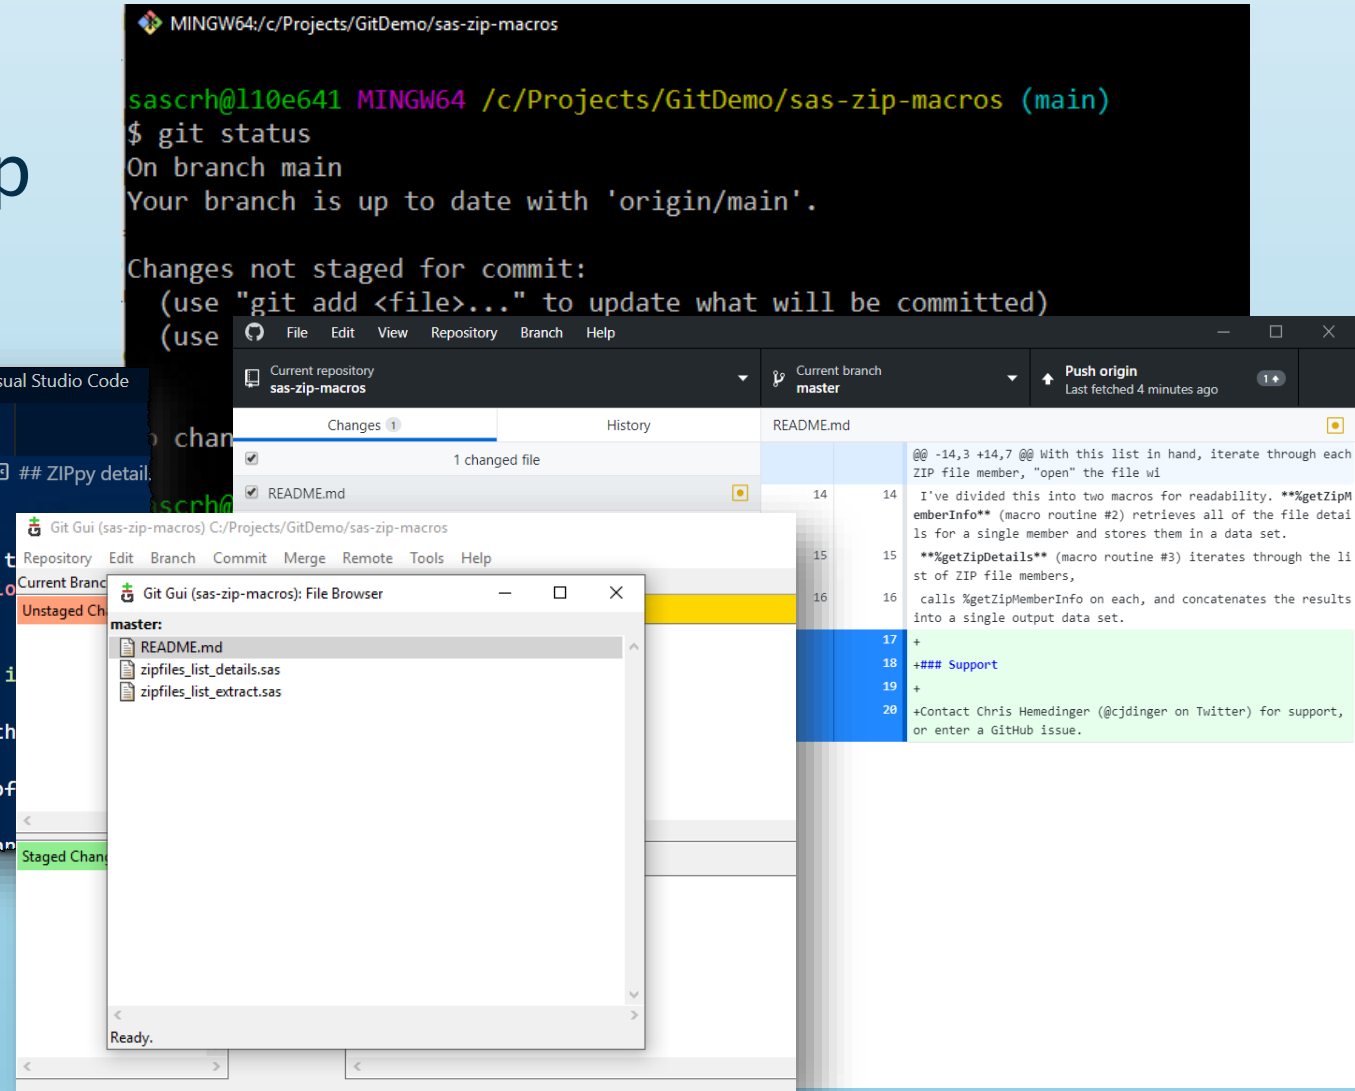 MINGW64:/c/Projects/GitDemo/sas-zip-macros
sascrh@l10e641 MINGW64 /c/Projects/GitDemo/sas-zip-macros (main)
$ git status
On branch main
Your branch is up to date with 'origin/main'.
Changes not staged for commit:
(use "git add <file>..." to update what will be committed)
(use
p
File Edit View Repository Branch Help
Current repository
sas-zip-macros
Current branch
master
Push origin
Last fetched 4 minutes ago
1
Changes 1
History
README.md
1 changed file
README.md
@@ -14,3 +14,7 @@ With this list in hand, iterate through each
ZIP file member, "open" the file wi
14 14 I've divided this into two macros for readability. **%getZipM
emberInfo** (macro routine #2) retrieves all of the file detai
ls for a single member and stores them in a data set.
15 15 **%getZipDetails** (macro routine #3) iterates through the li
st of ZIP file members,
16 16 calls %getZipMemberInfo on each, and concatenates the results
into a single output data set.
17 +
18 +### Support
19 +
20 +Contact Chris Hemedinger (@cjdinger on Twitter) for support,
or enter a GitHub issue.
sual Studio Code
## ZIPpy detail
chan
scrh@
Git Gui (sas-zip-macros) C:/Projects/GitDemo/sas-zip-macros
Repository Edit Branch Commit Merge Remote Tools Help
Current Branc
Unstaged Ch
Staged Chang
Git Gui (sas-zip-macros): File Browser
master:
README.md
zipfiles_list_details.sas
zipfiles_list_extract.sas
Ready.